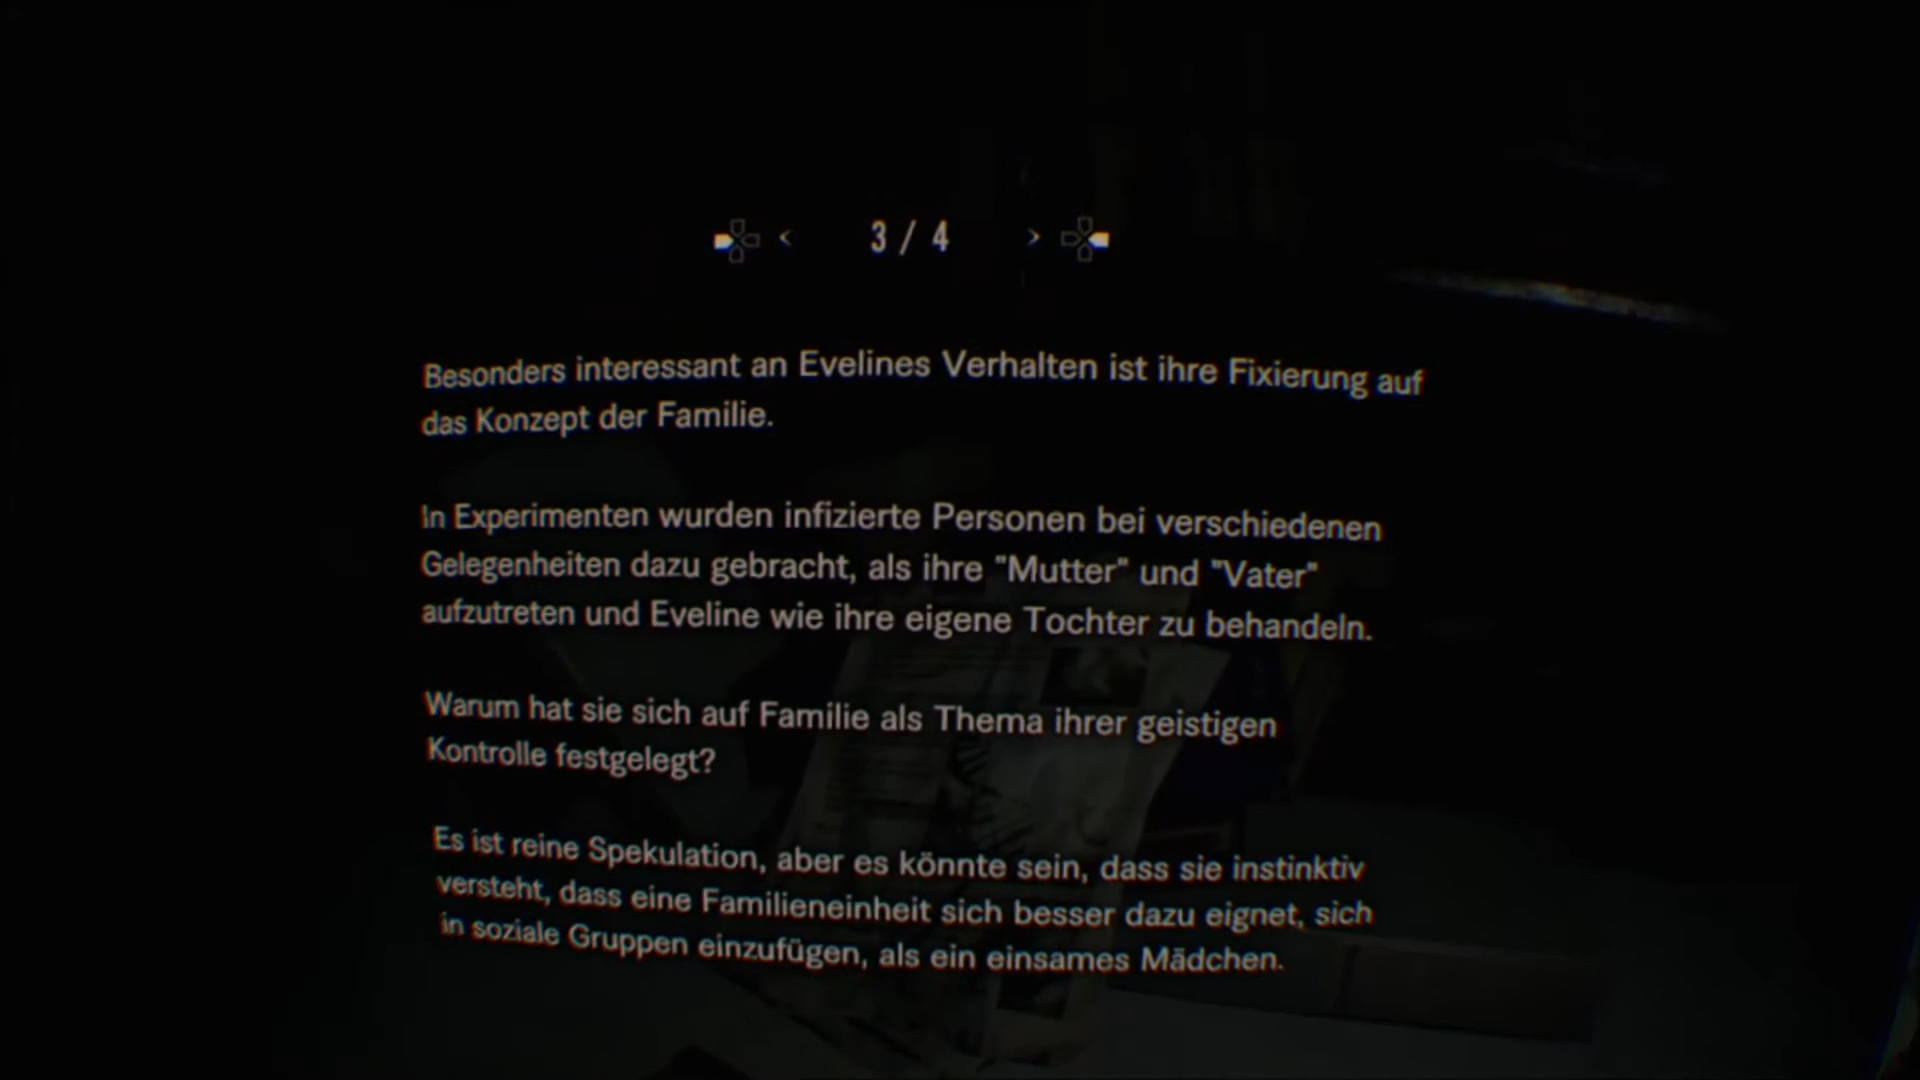 < 3 / 4 >
Besonders interessant an Evelines Verhalten ist ihre Fixierung auf
das Konzept der Familie.
In Experimenten wurden infizierte Personen bei verschiedenen
Gelegenheiten dazu gebracht, als ihre "Mutter" und "Vater"
aufzutreten und Eveline wie ihre eigene Tochter zu behandeln.
Warum hat sie sich auf Familie als Thema ihrer geistigen
Kontrolle festgelegt?
Es ist reine Spekulation, aber es könnte sein, dass sie instinktiv
versteht, dass eine Familieneinheit sich besser dazu eignet, sich
in soziale Gruppen einzufügen, als ein einsames Mädchen.